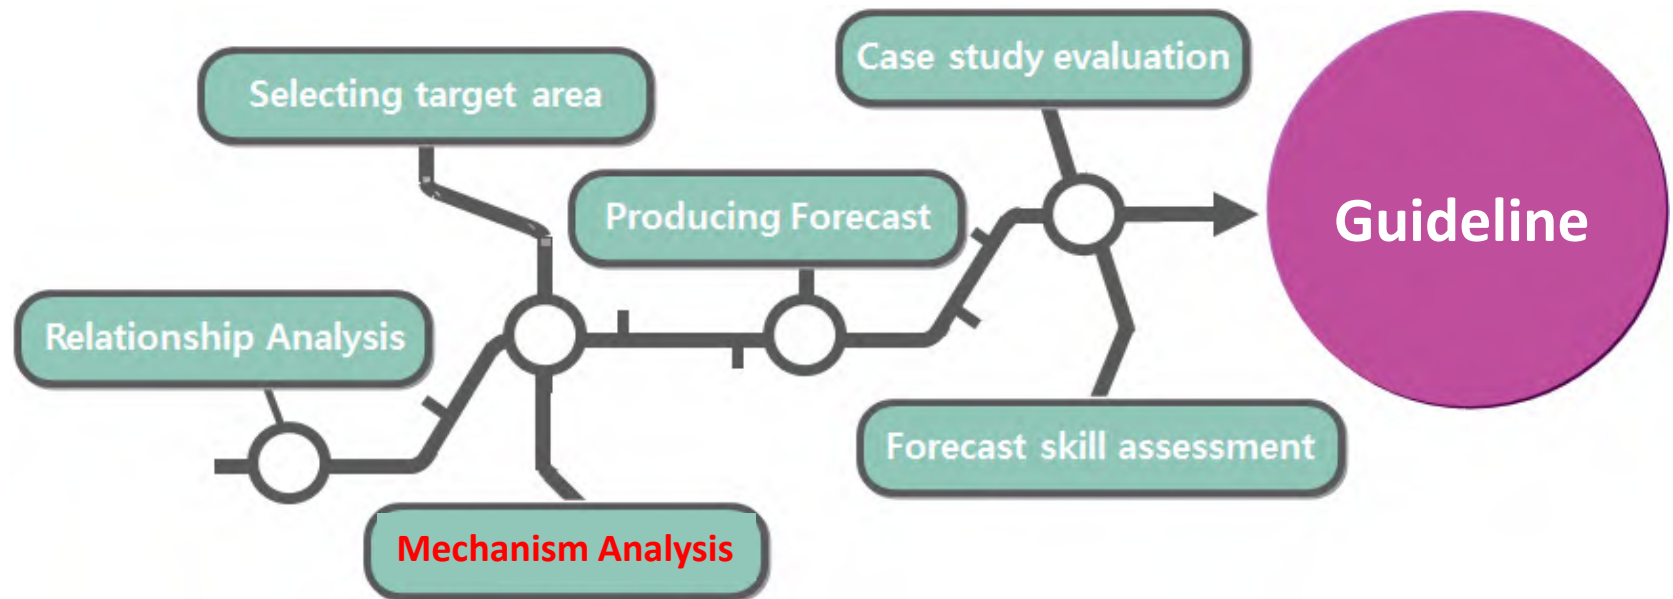 Case study evaluation
Selecting target area
Producing Forecast
Guideline
Relationship Analysis
Forecast skill assessment
Mechanism Analysis